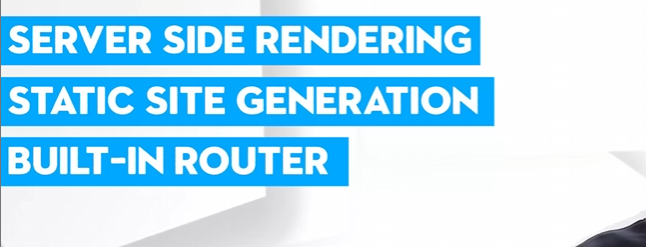 SERVER SIDE RENDERING
STATIC SITE GENERATION
BUILT-IN ROUTER